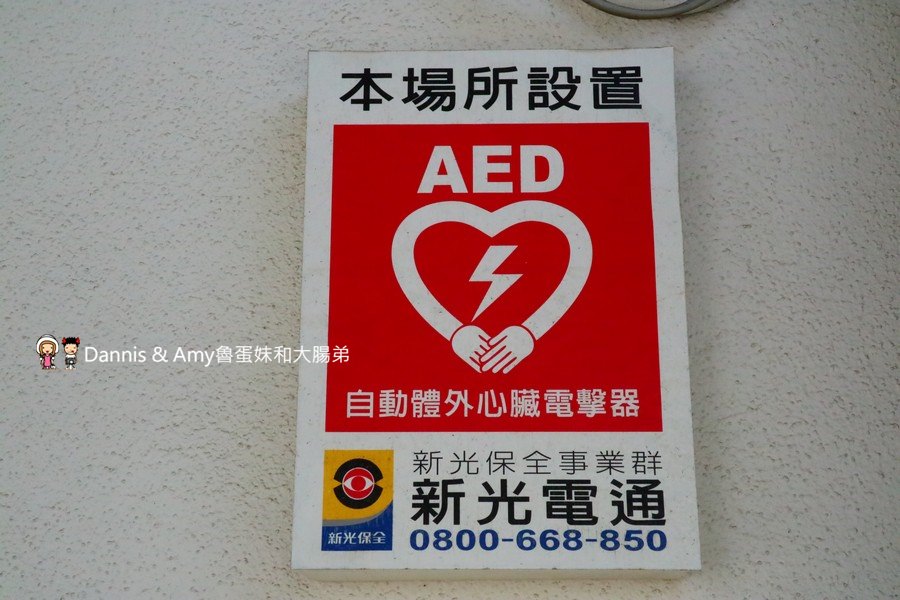 本場所設置
AED
Dannis & Amy魯蛋妹和大腸弟
自動體外心臟電擊器
新光保全事業群
新光電通
新光保全
0800-668-850